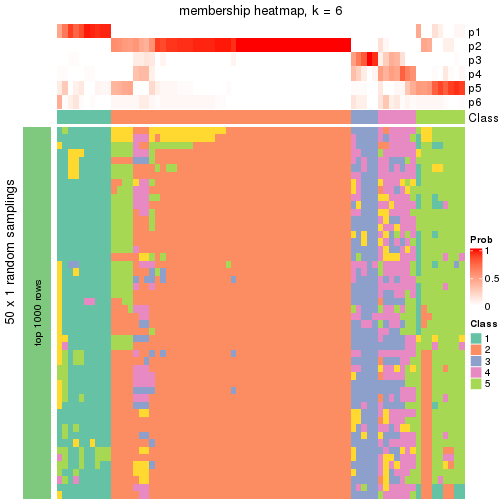 membership heatmap, k = 6
p1
p2
p3
p4
p5
p6
Class
50 x 1 random samplings
top 1000 rows
Prob
1
0.5
0
Class
1
2
3
4
5